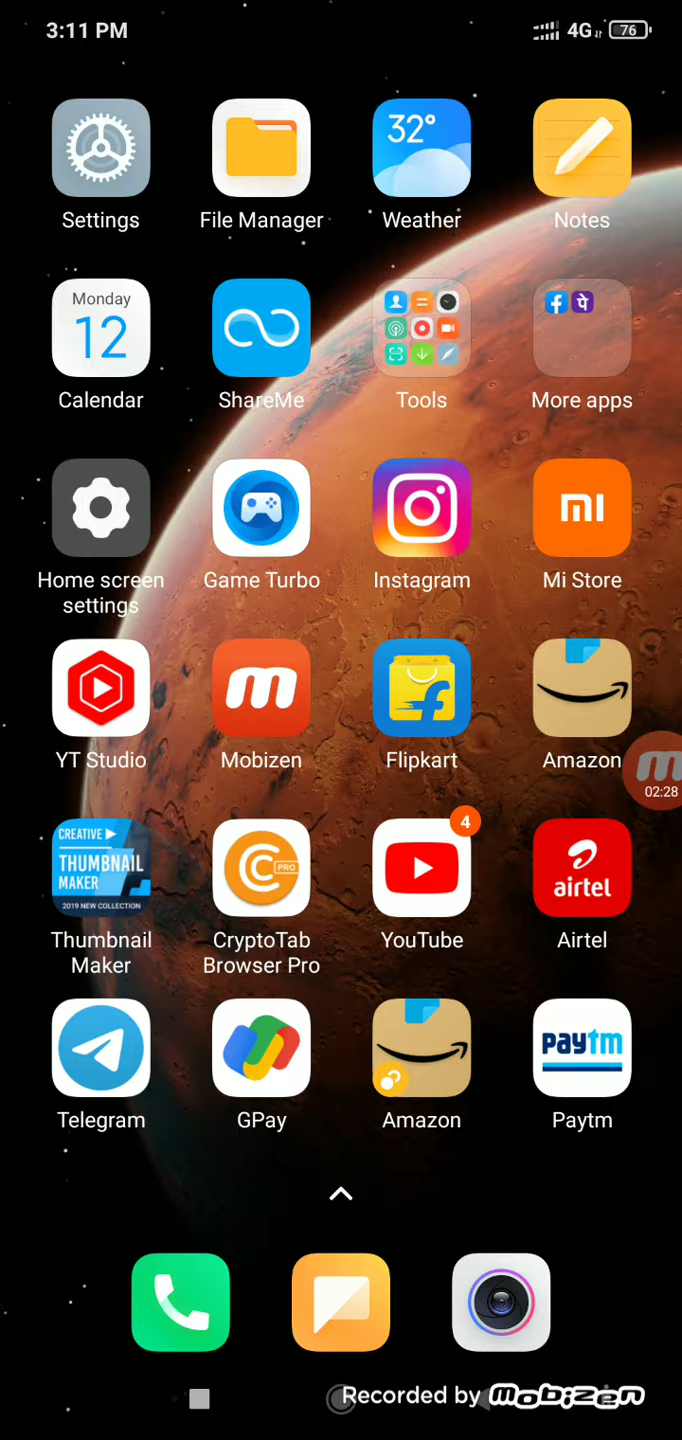 3:11 PM
4G
76
32°
Settings
File Manager
Weather
Notes
Monday
12
Calendar
ShareMe
Tools
More apps
mi
Home screen
settings
Game Turbo
Instagram
Mi Store
YT Studio
Mobizen
Flipkart
Amazon
02:28
CREATIVE
THUMBNAIL
MAKER
2019 NEW COLLECTION
PRO
4
airtel
Thumbnail
Maker
CryptoTab
Browser Pro
YouTube
Airtel
paytm
Telegram
GPay
Amazon
Paytm
Recorded by mobizen